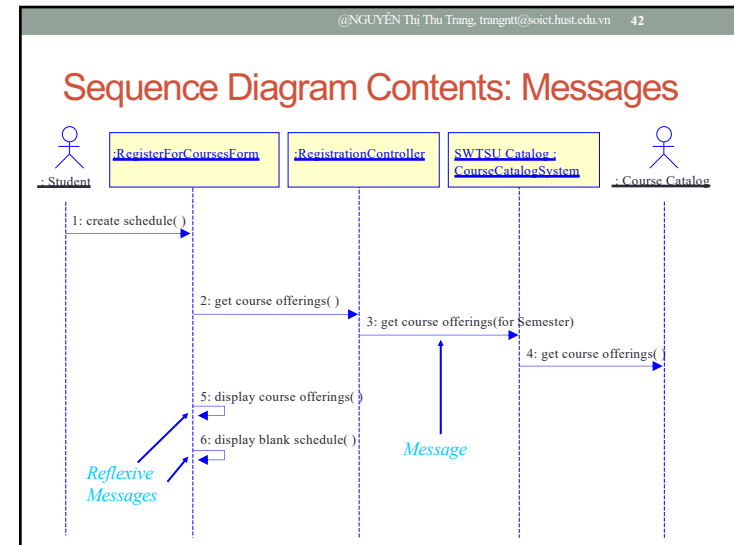 @NGUYỄN Thị Thu Trang, trangntt@soict.hust.edu.vn 42
Sequence Diagram Contents: Messages
: Student
:RegisterForCoursesForm
:RegistrationController
SWTSU Catalog :
CourseCatalogSystem
: Course Catalog
1: create schedule( )
2: get course offerings( )
3: get course offerings(for Semester)
4: get course offerings( )
5: display course offerings( )
6: display blank schedule( )
Message
Reflexive
Messages